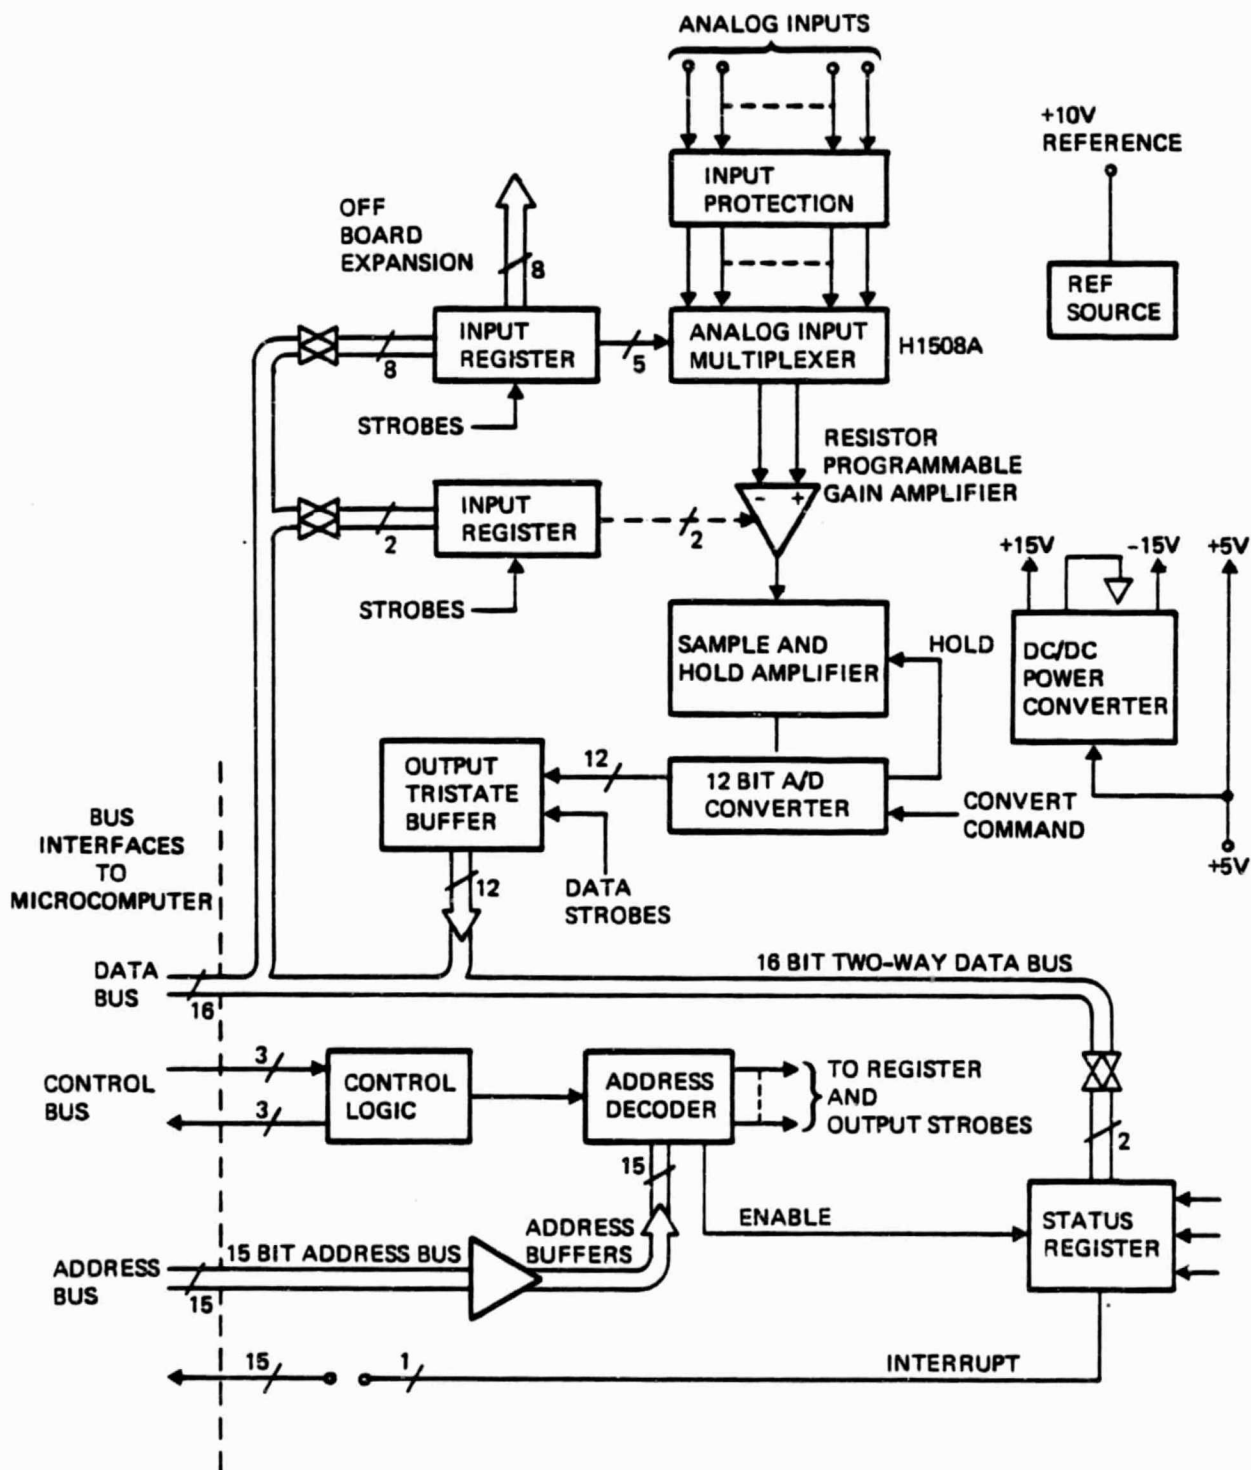 ANALOG INPUTS
+10V
REFERENCE
INPUT
PROTECTION
OFF
BOARD
EXPANSION
8
REF
SOURCE
INPUT
REGISTER
8
5
ANALOG INPUT
MULTIPLEXER
H1508A
STROBES
RESISTOR
PROGRAMMABLE
GAIN AMPLIFIER
- +
INPUT
REGISTER
2
2
STROBES
+15V
-15V
+5V
SAMPLE AND
HOLD AMPLIFIER
HOLD
DC/DC
POWER
CONVERTER
OUTPUT
TRISTATE
BUFFER
12
12 BIT A/D
CONVERTER
CONVERT
COMMAND
+5V
BUS
INTERFACES
TO
MICROCOMPUTER
12
DATA
STROBES
DATA
BUS
16
16 BIT TWO-WAY DATA BUS
CONTROL
BUS
3
3
CONTROL
LOGIC
ADDRESS
DECODER
TO REGISTER
AND
OUTPUT STROBES
2
15
ENABLE
STATUS
REGISTER
ADDRESS
BUS
15
15 BIT ADDRESS BUS
ADDRESS
BUFFERS
15
1
INTERRUPT